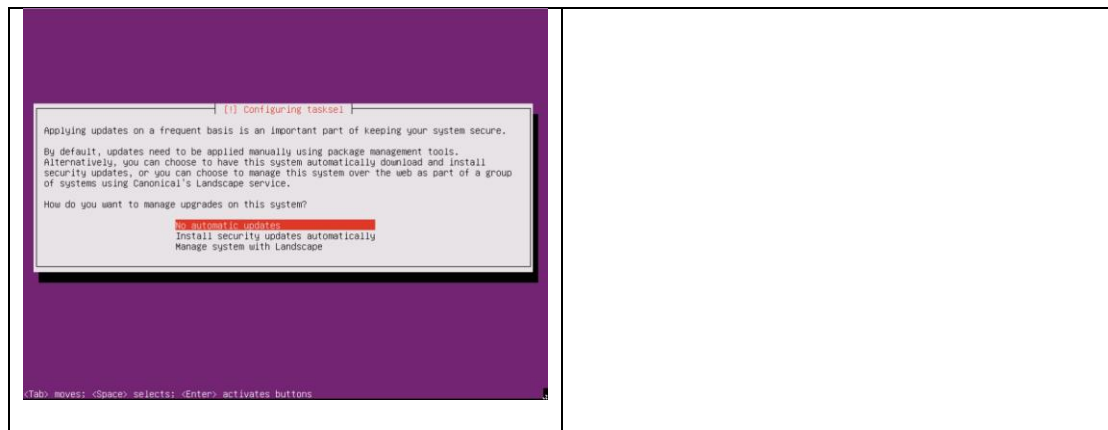 [!] Configuring tasksel
Applying updates on a frequent basis is an important part of keeping your system secure.
By default, updates need to be applied manually using package management tools.
Alternatively, you can choose to have this system automatically download and install
security updates, or you can choose to manage this system over the web as part of a group
of systems using Canonical's Landscape service.
How do you want to manage upgrades on this system?
No automatic updates
Install security updates automatically
Manage system with Landscape
<Tab> moves; <Space> selects; <Enter> activates buttons